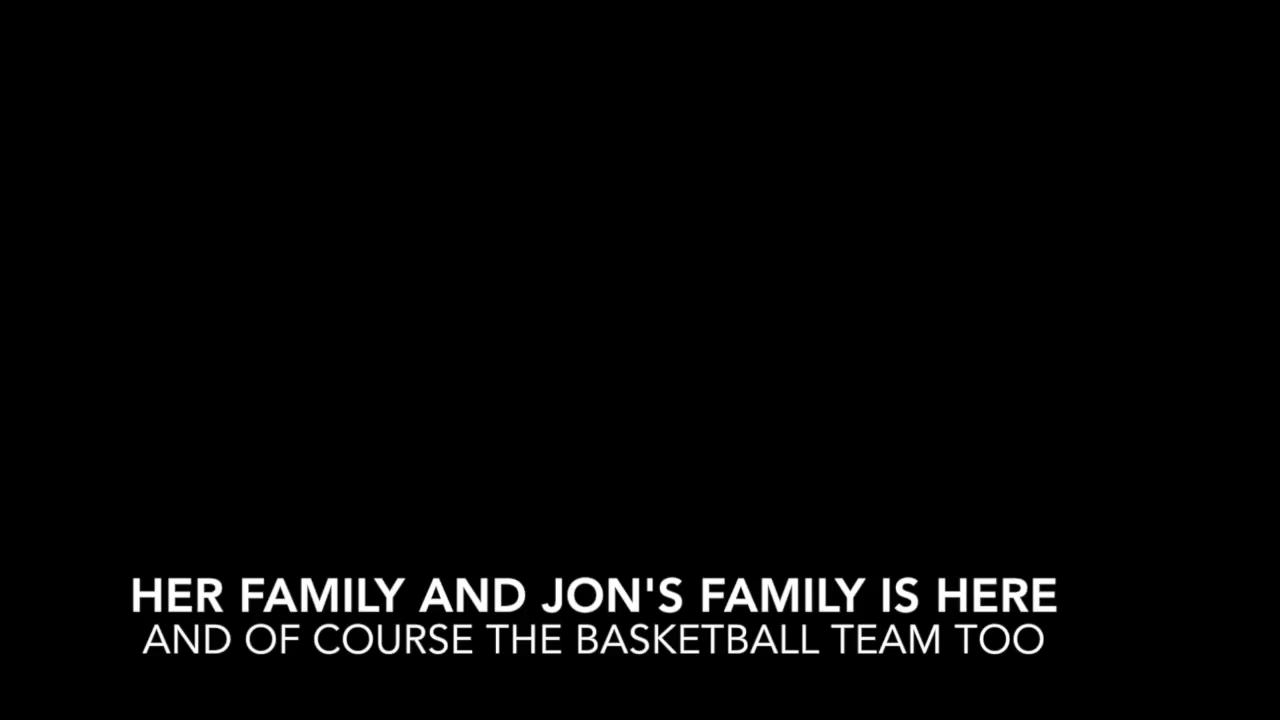 HER FAMILY AND JON'S FAMILY IS HERE
AND OF COURSE THE BASKETBALL TEAM TOO